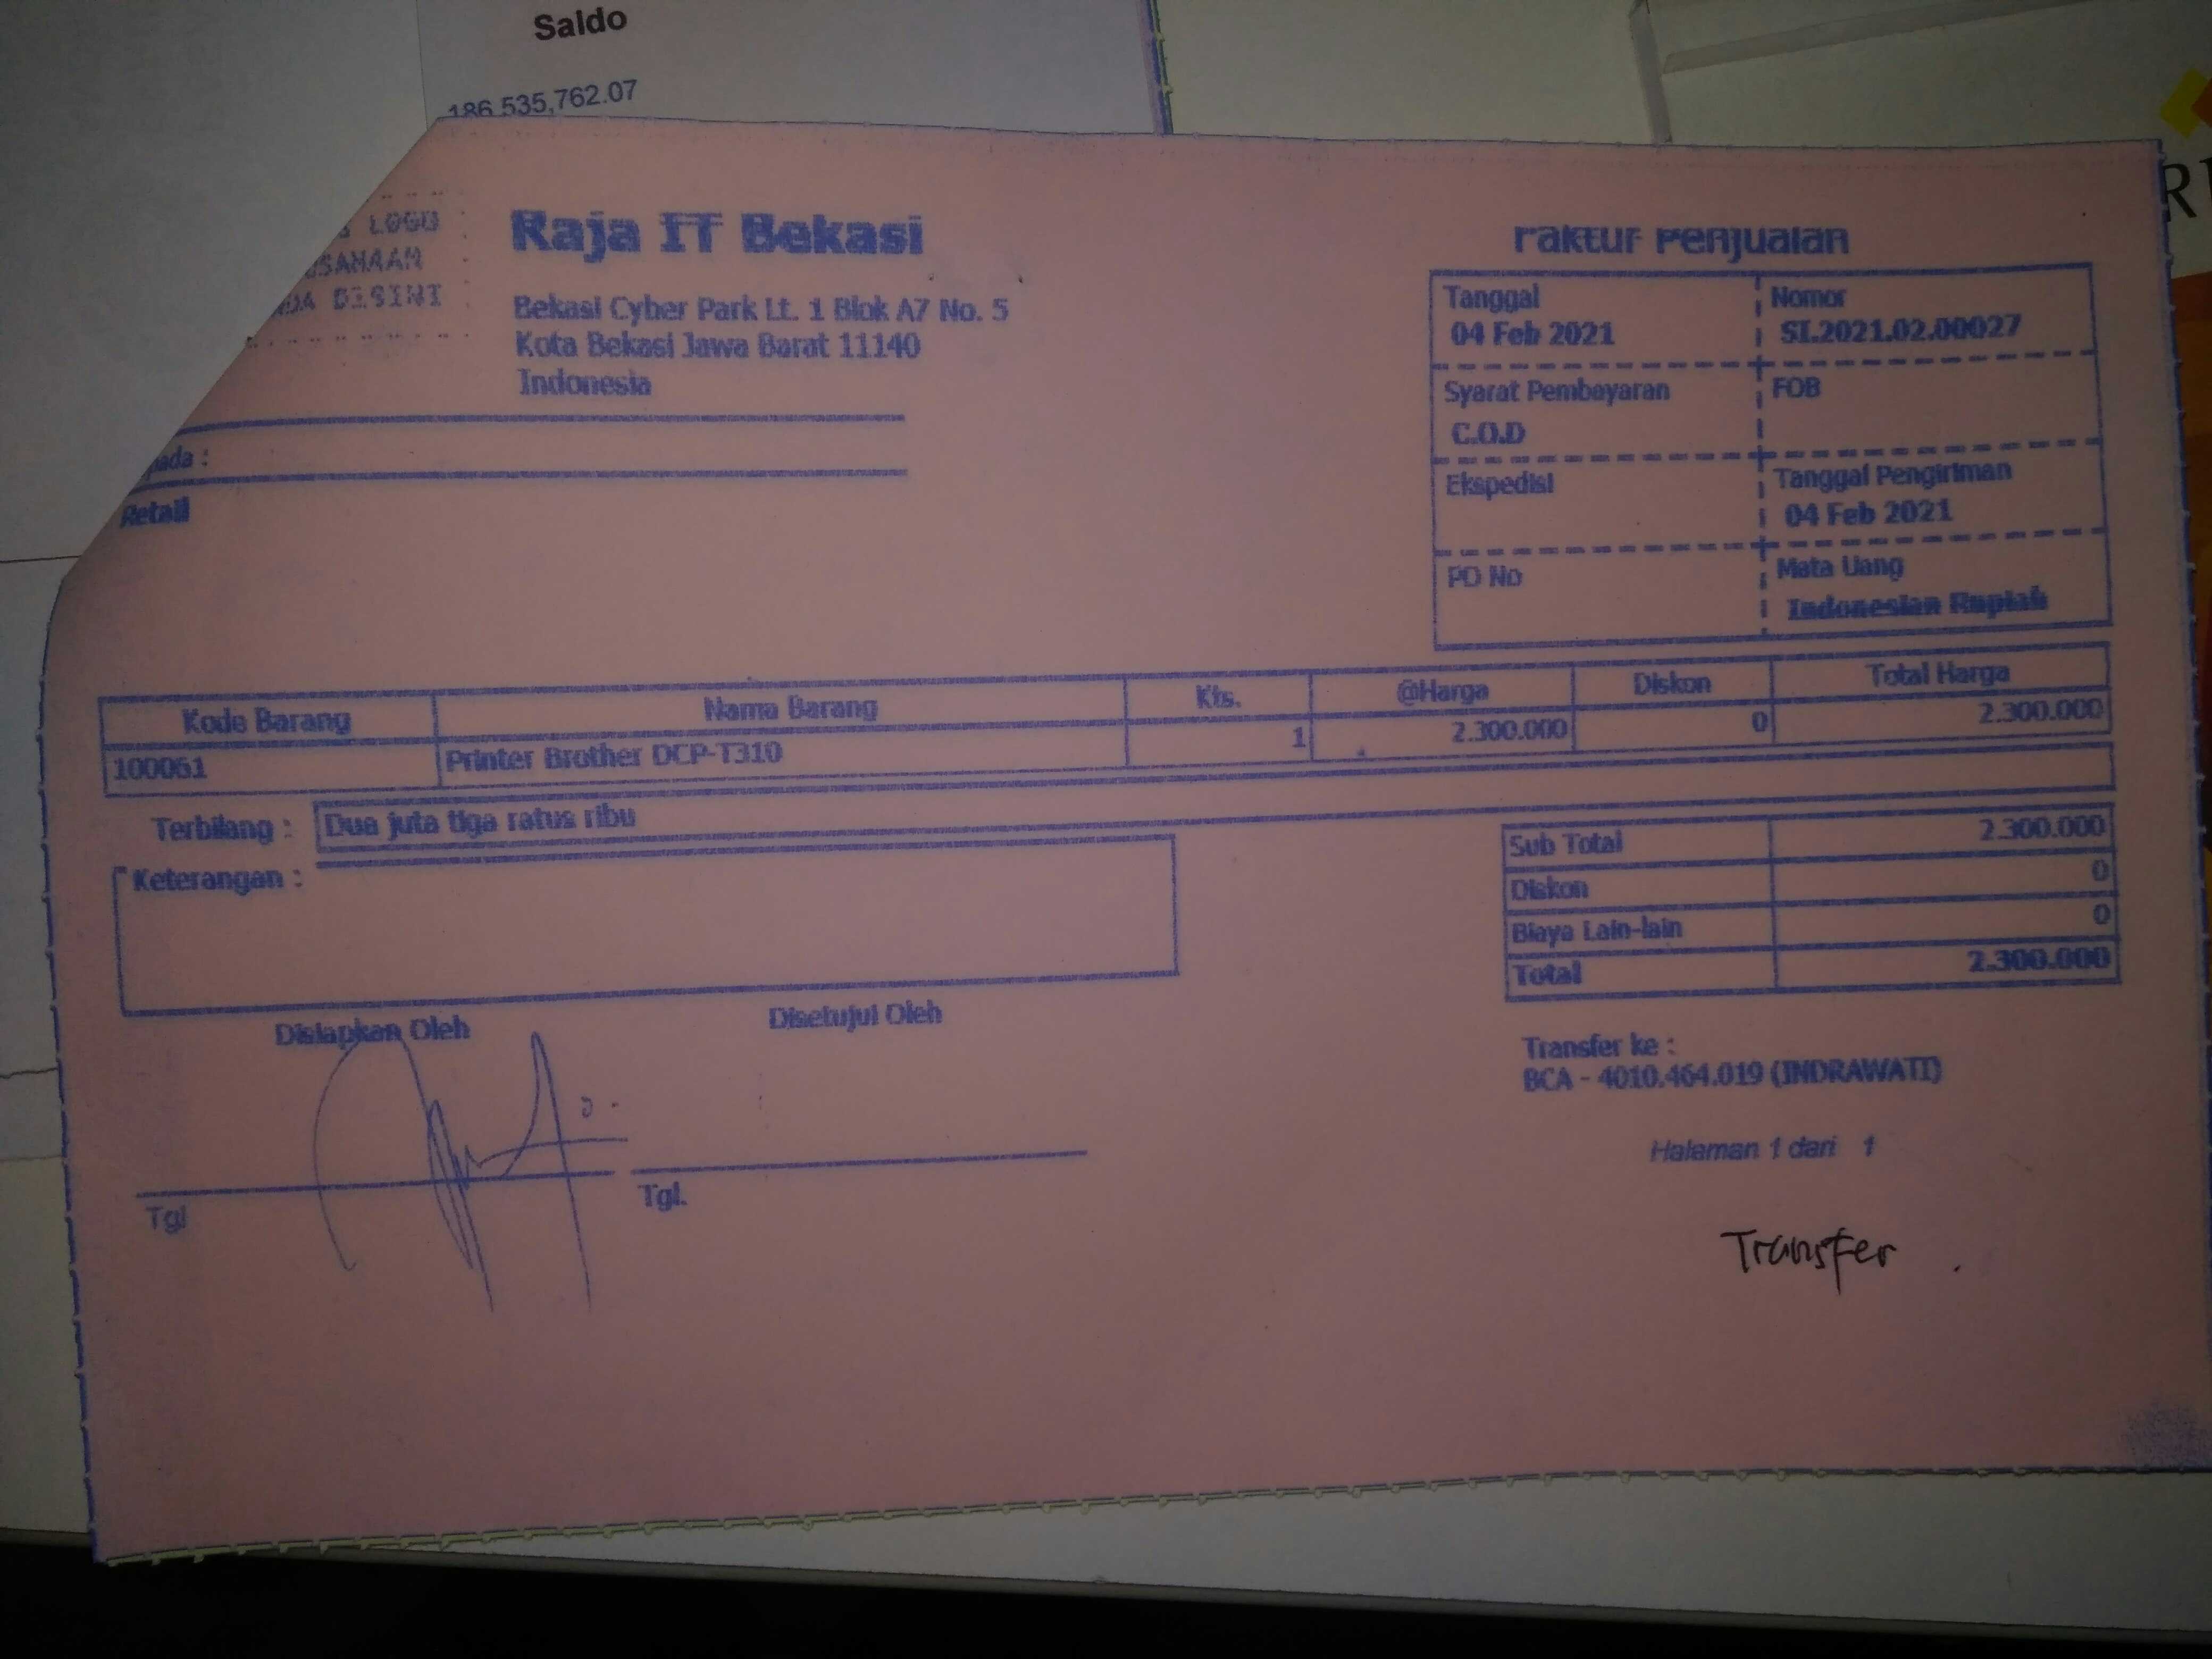 Saldo
186,535,762.07
LOGO
DISINI
Raja IT Bekasi
Bekasi Cyber Park Lt. 1 Blok A7 No. 5
Kota Bekasi Jawa Barat 11140
Indonesia
Retail
Faktur Penjualan
Tanggal
04 Feb 2021
Nomor
SI.2021.02.00027
Syarat Pembayaran
C.O.D
FOB
Ekspedisi
Tanggal Pengiriman
04 Feb 2021
PO No
Mata Uang
Indonesian Rupiah
Kode Barang Nama Barang Kts. @Harga Diskon Total Harga
100061 Printer Brother DCP-T310 1 2.300.000 0 2.300.000
Terbilang : Dua juta tiga ratus ribu
Keterangan :
Sub Total 2.300.000
Diskon 0
Biaya Lain-lain 0
Total 2.300.000
Disiapkan Oleh Disetujui Oleh
Tgl Tgl.
Transfer ke :
BCA - 4010.464.019 (INDRAWATI)
Halaman 1 dari 1
Transfer